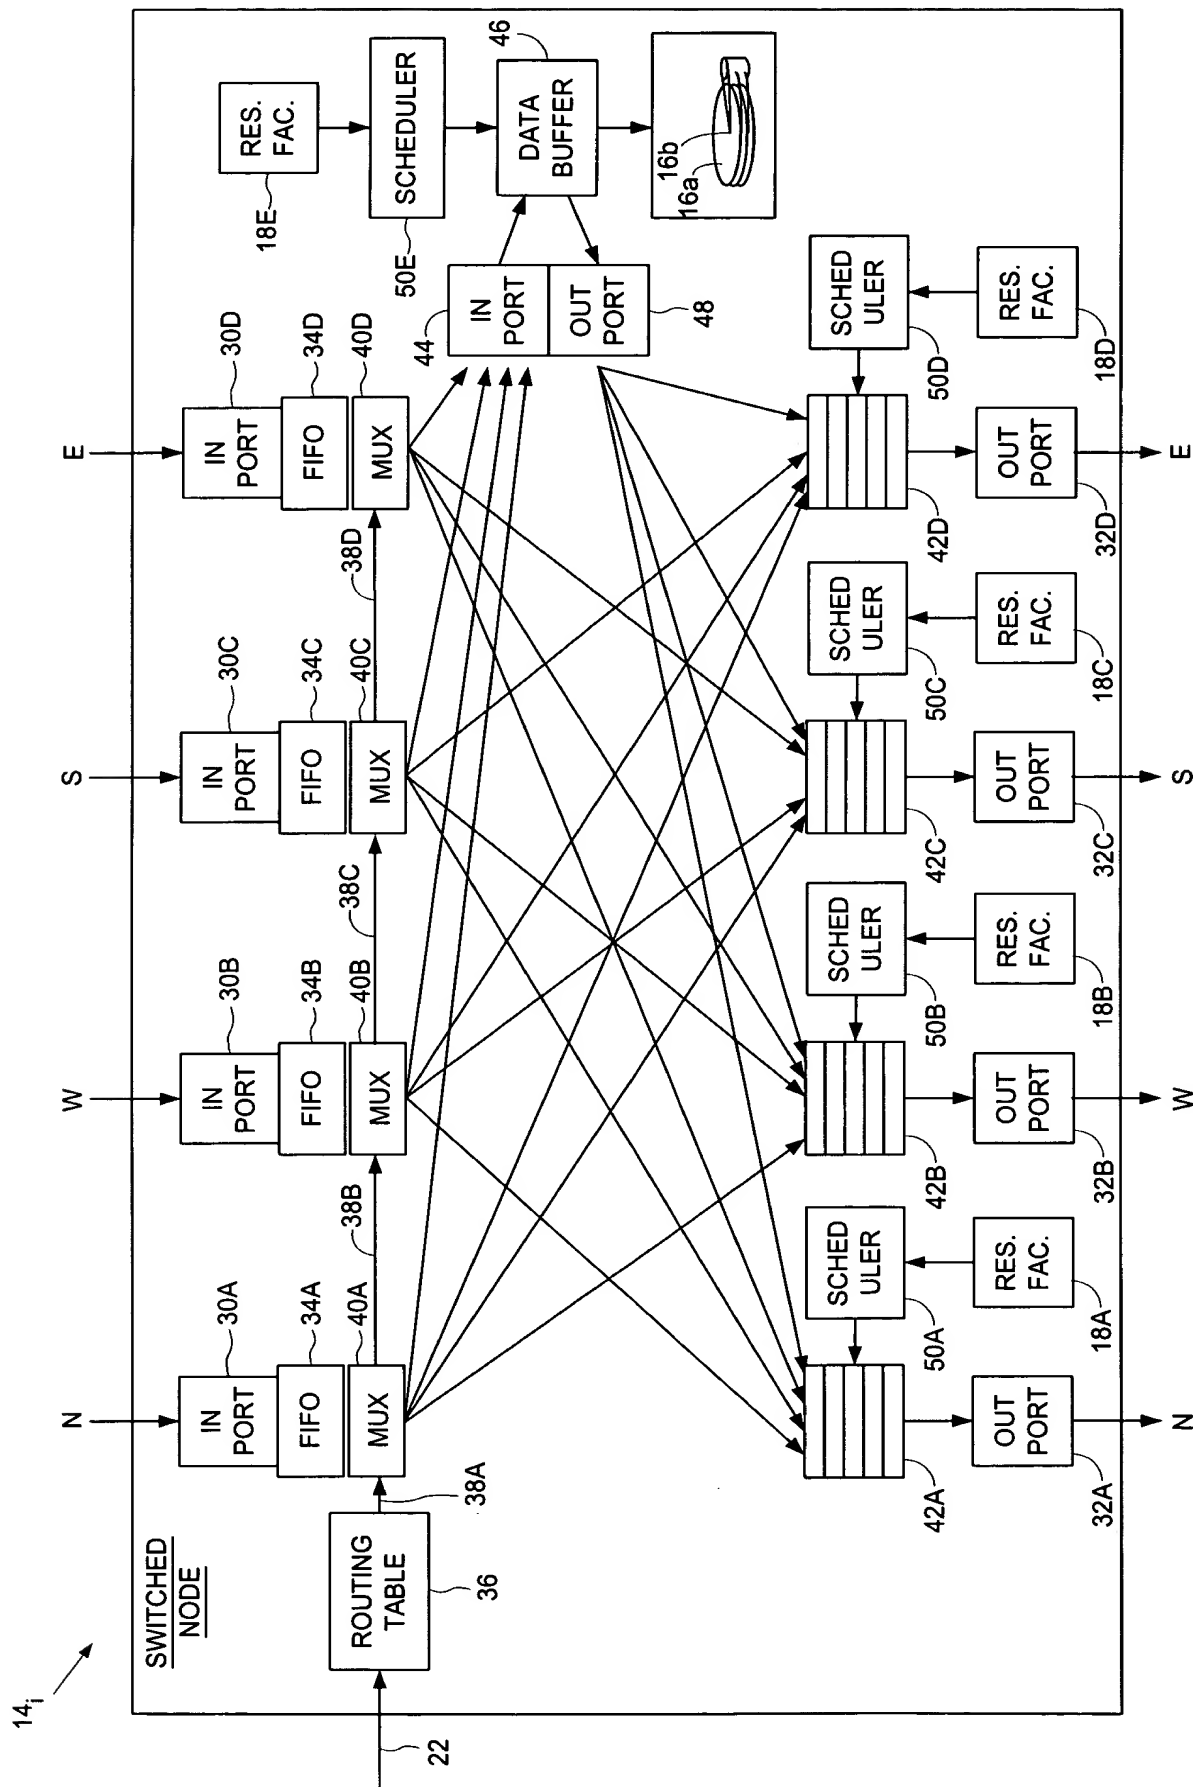 14i
SWITCHED
NODE
22
ROUTING
TABLE
36
38A
N
W
S
E
IN
PORT
30A
FIFO
34A
MUX
40A
38B
IN
PORT
30B
FIFO
34B
MUX
40B
38C
IN
PORT
30C
FIFO
34C
MUX
40C
38D
IN
PORT
30D
FIFO
34D
MUX
40D
RES.
FAC.
18E
SCHEDULER
50E
DATA
BUFFER
46
16b
16a
44
IN
PORT
OUT
PORT
48
42A
SCHED
ULER
50A
RES.
FAC.
18A
OUT
PORT
32A
42B
SCHED
ULER
50B
RES.
FAC.
18B
OUT
PORT
32B
42C
SCHED
ULER
50C
RES.
FAC.
18C
OUT
PORT
32C
42D
SCHED
ULER
50D
RES.
FAC.
18D
OUT
PORT
32D
N
W
S
E